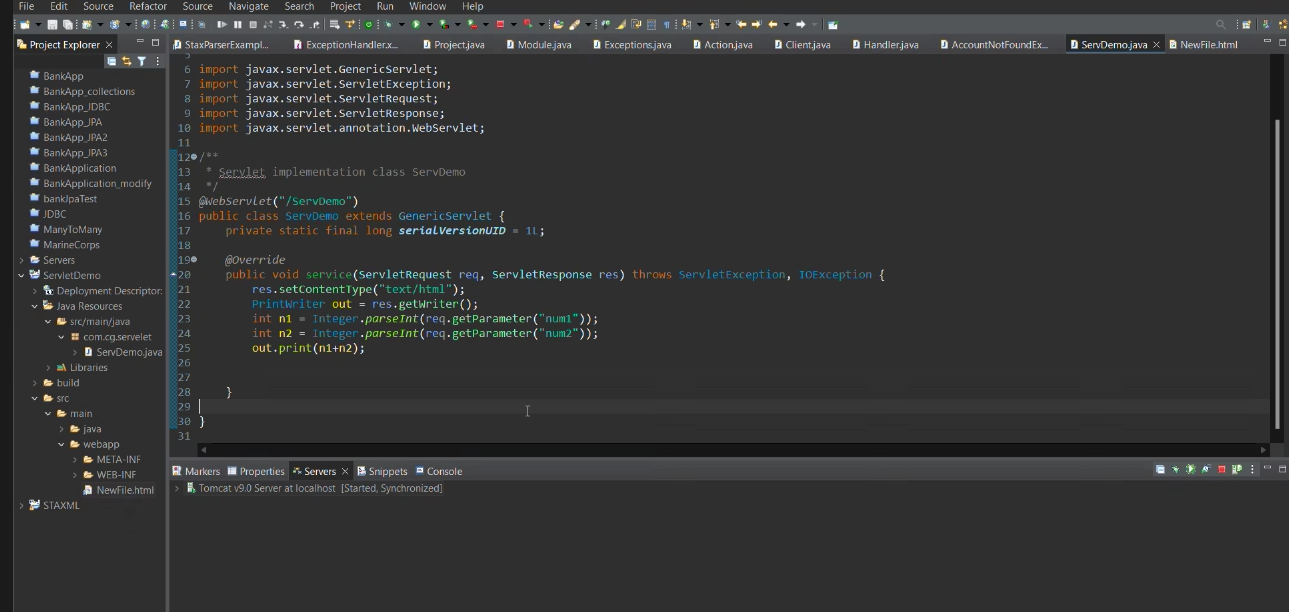 File Edit Source Refactor Source Navigate Search Project Run Window Help
Project Explorer
StaxParserExampl...
ExceptionHandler.x...
Project.java
Module.java
Exceptions.java
Action.java
Client.java
Handler.java
AccountNotFoundEx...
ServDemo.java
NewFile.html
BankApp
BankApp_collections
BankApp_JDBC
BankApp_JPA
BankApp_JPA2
BankApp_JPA3
BankApplication
BankApplication_modify
bankJpaTest
JDBC
ManyToMany
MarineCorps
Servers
ServletDemo
Deployment Descriptor:
Java Resources
src/main/java
com.cg.servelet
ServDemo.java
Libraries
build
src
main
java
webapp
META-INF
WEB-INF
NewFile.html
STAXML
5
6 import javax.servlet.GenericServlet;
7 import javax.servlet.ServletException;
8 import javax.servlet.ServletRequest;
9 import javax.servlet.ServletResponse;
10 import javax.servlet.annotation.WebServlet;
11
12 /**
13 * Servlet implementation class ServDemo
14 */
15 @WebServlet("/ServDemo")
16 public class ServDemo extends GenericServlet {
17 private static final long serialVersionUID = 1L;
18
19 @Override
20 public void service(ServletRequest req, ServletResponse res) throws ServletException, IOException {
21 res.setContentType("text/html");
22 PrintWriter out = res.getWriter();
23 int n1 = Integer.parseInt(req.getParameter("num1"));
24 int n2 = Integer.parseInt(req.getParameter("num2"));
25 out.print(n1+n2);
26
27
28 }
29
30 }
31
Markers Properties Servers Snippets Console
Tomcat v9.0 Server at localhost [Started, Synchronized]